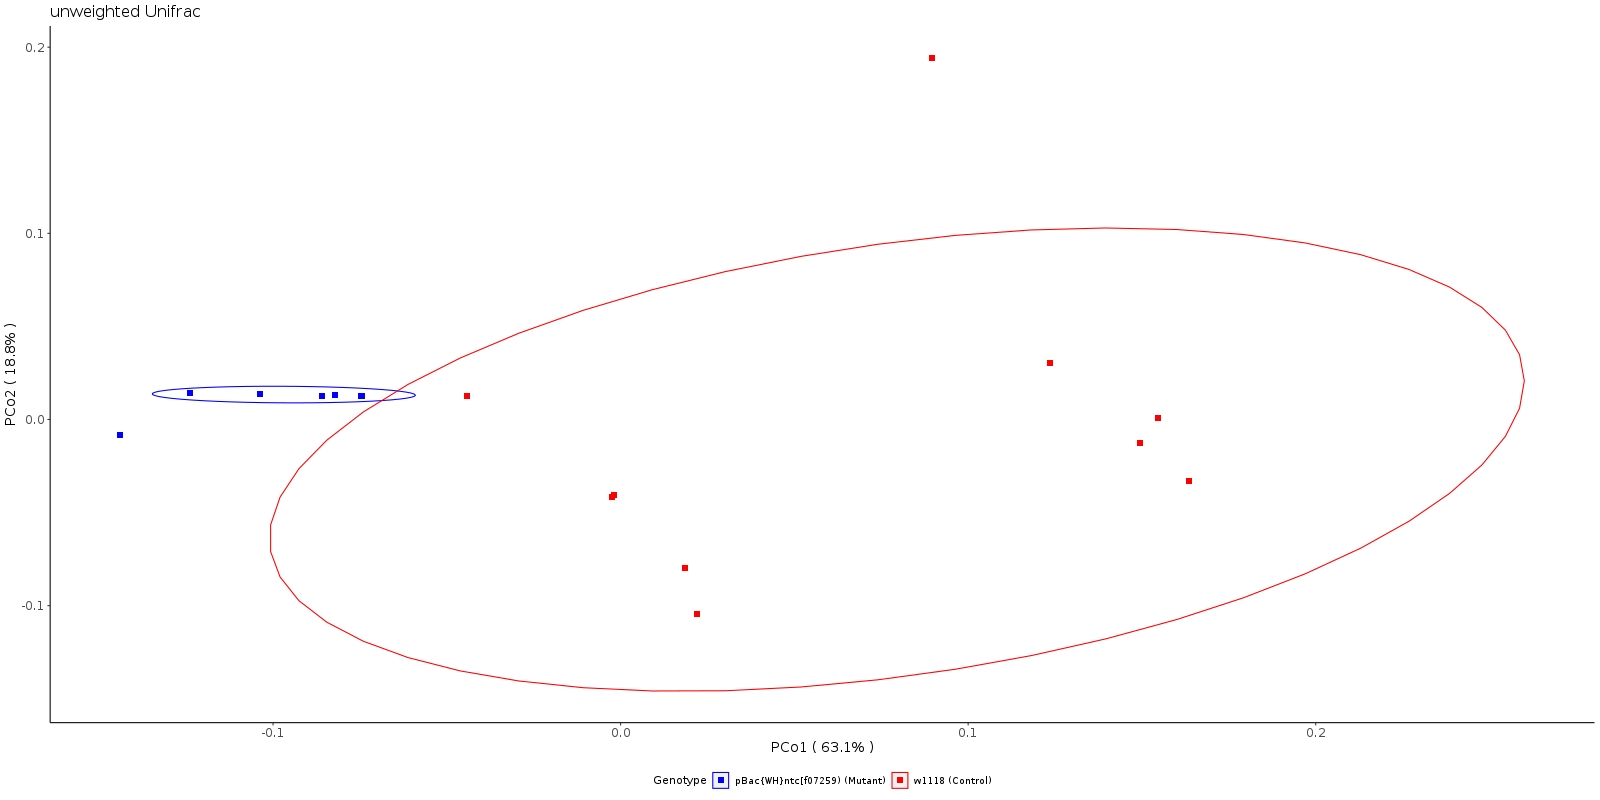 unweighted Unifrac
0.2
0.1
0.0
-0.1
PCo2 ( 18.8% )
-0.1 0.0 0.1 0.2
PCo1 ( 63.1% )
Genotype pBac{WH}ntc[f07259) (Mutant) w1118 (Control)